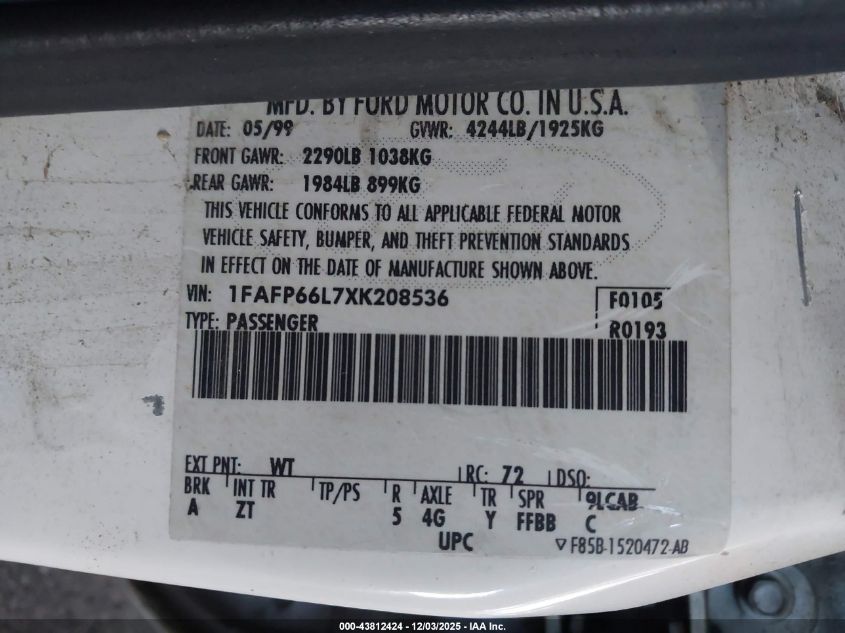 MFD. BY FORD MOTOR CO. IN U.S.A.
DATE: 05/99 GVWR: 4244LB/1925KG
FRONT GAWR: 2290LB 1038KG
REAR GAWR: 1984LB 899KG
THIS VEHICLE CONFORMS TO ALL APPLICABLE FEDERAL MOTOR
VEHICLE SAFETY, BUMPER, AND THEFT PREVENTION STANDARDS
IN EFFECT ON THE DATE OF MANUFACTURE SHOWN ABOVE.
VIN: 1FAFP66L7XK208536 F0105
TYPE: PASSENGER R0193
EXT PNT: WT RC: 72 DSO:
BRK INT TR TP/PS R AXLE TR SPR 9LCAB
A ZT 5 4G Y FFBB C
UPC ▽ F85B-1520472-AB
000-43812424 - 12/03/2025 - IAA Inc.